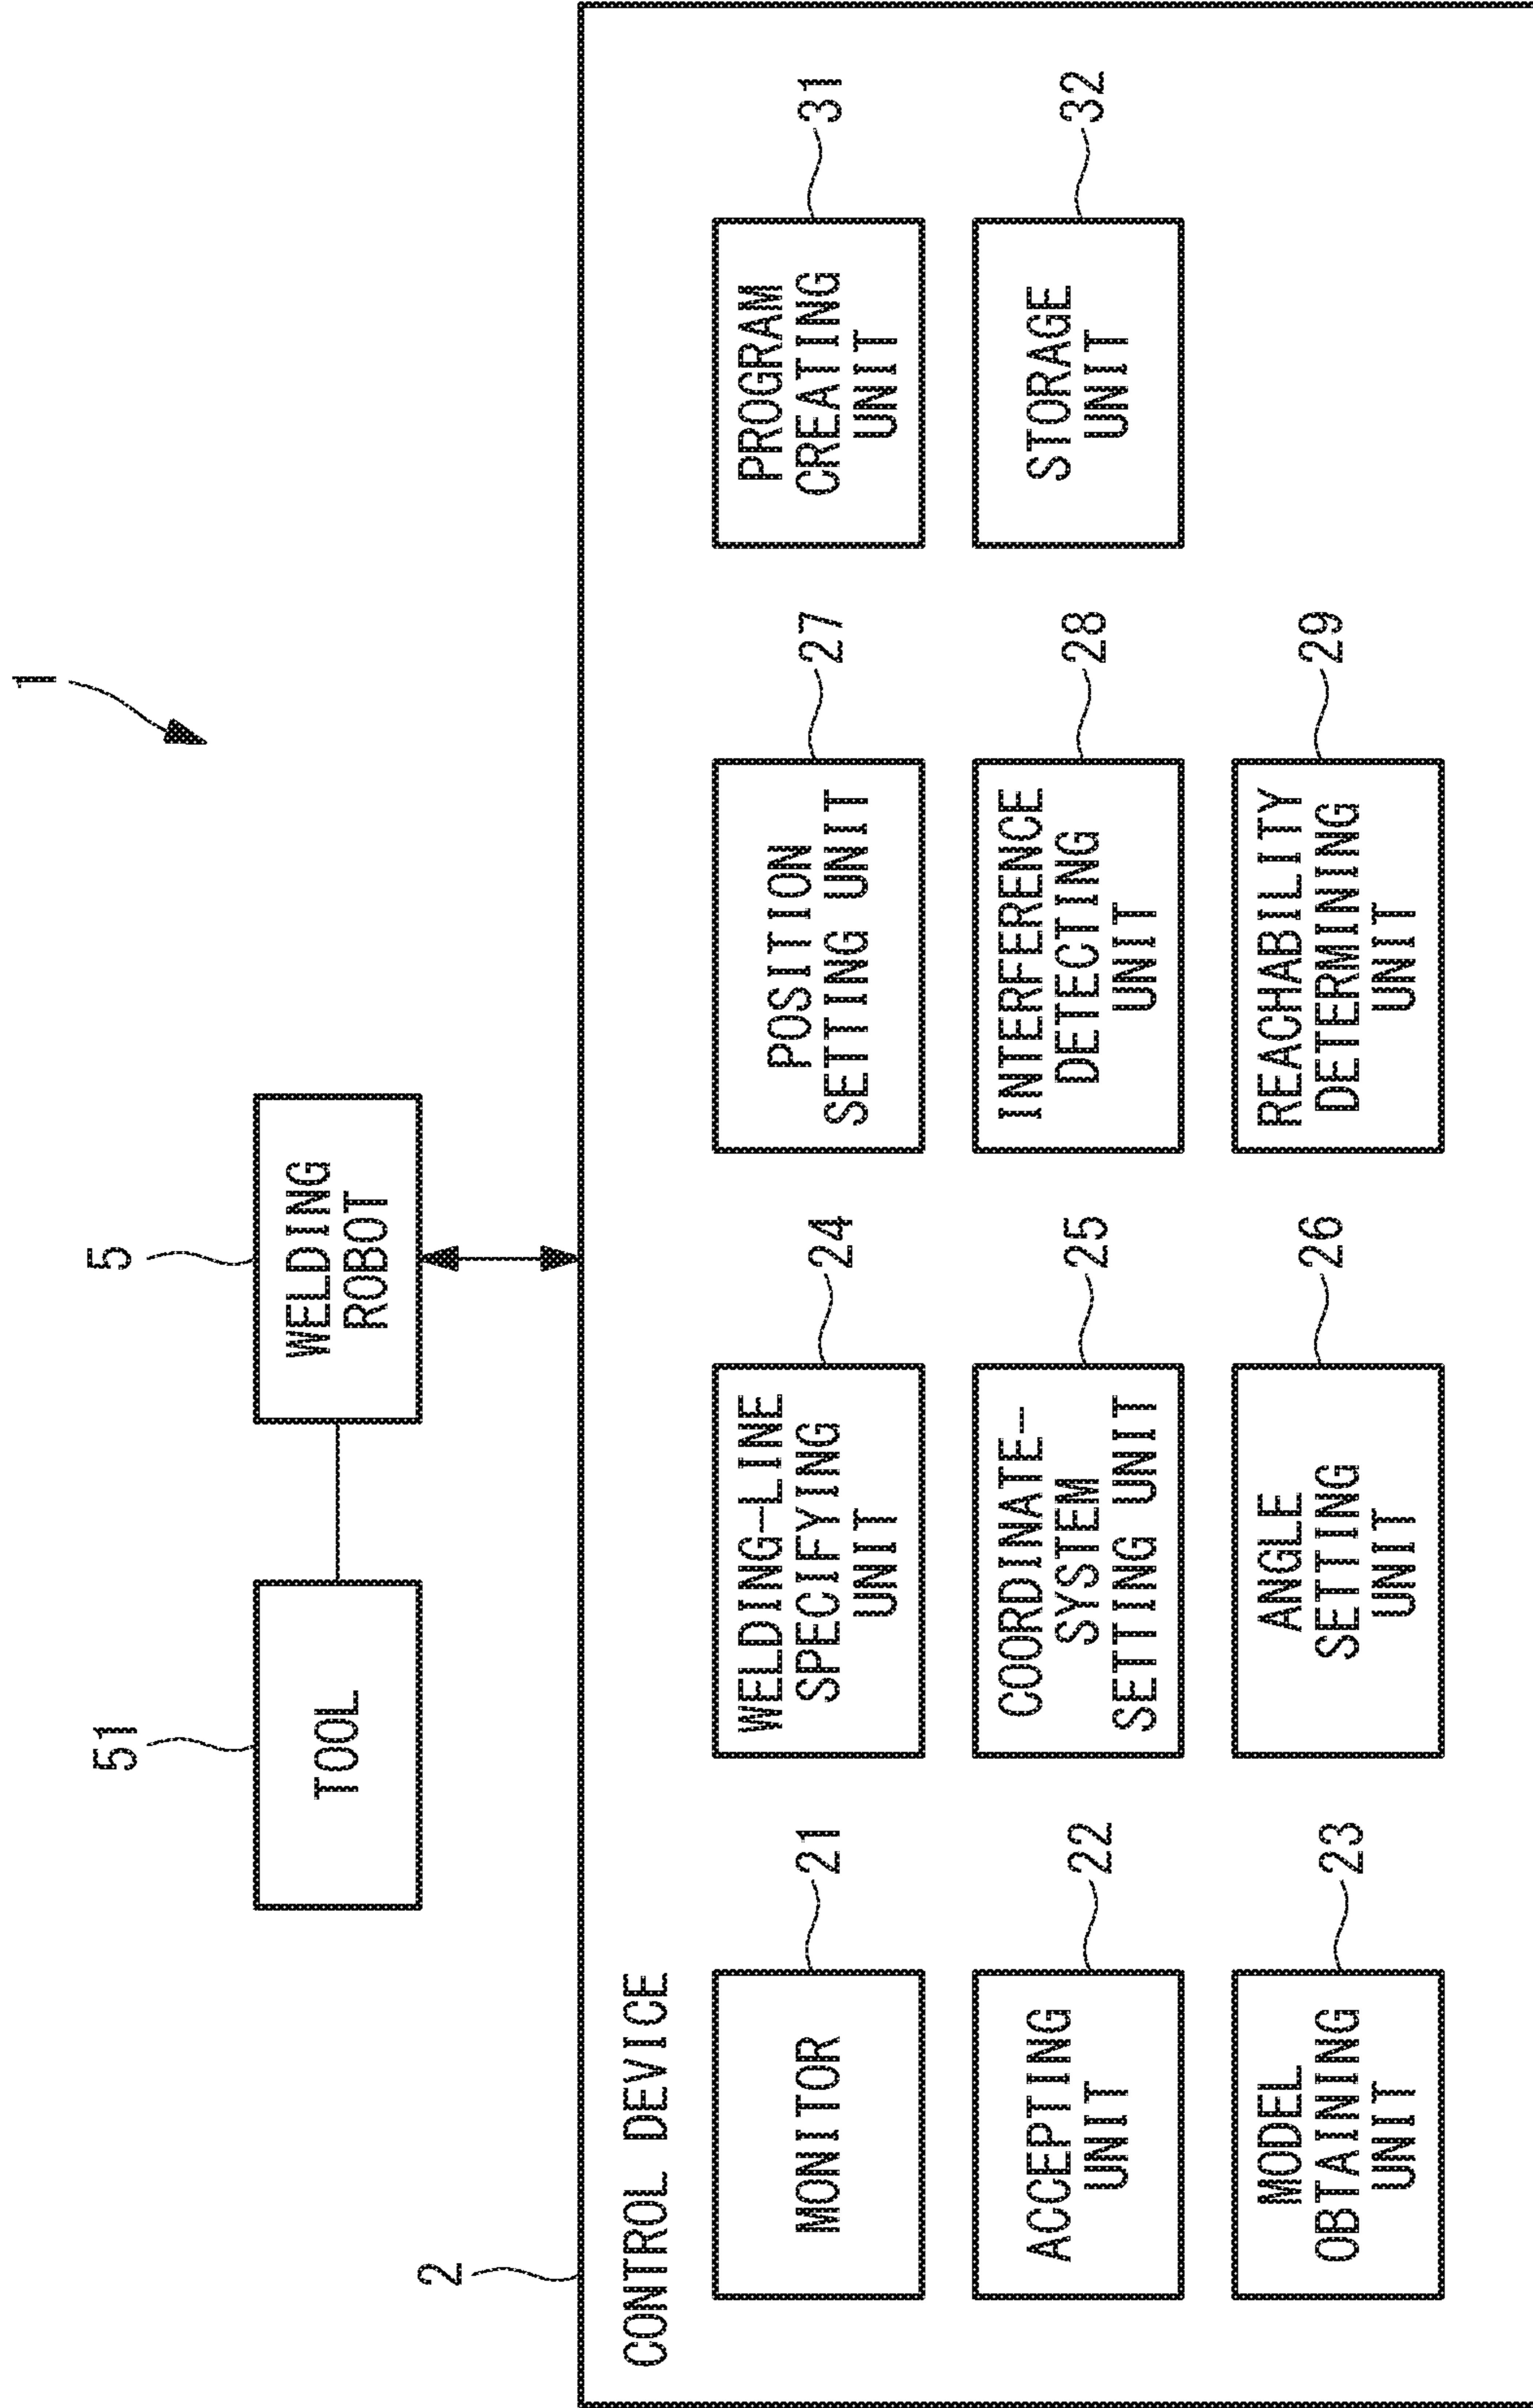 1
51
TOOL
5
WELDING
ROBOT
2
CONTROL DEVICE
21
MONITOR
22
ACCEPTING
UNIT
23
MODEL
OBTAINING
UNIT
24
WELDING-LINE
SPECIFYING
UNIT
25
COORDINATE-
SYSTEM
SETTING UNIT
26
ANGLE
SETTING
UNIT
27
POSITION
SETTING UNIT
28
INTERFERENCE
DETECTING
UNIT
29
REACHABILITY
DETERMINING
UNIT
31
PROGRAM
CREATING
UNIT
32
STORAGE
UNIT